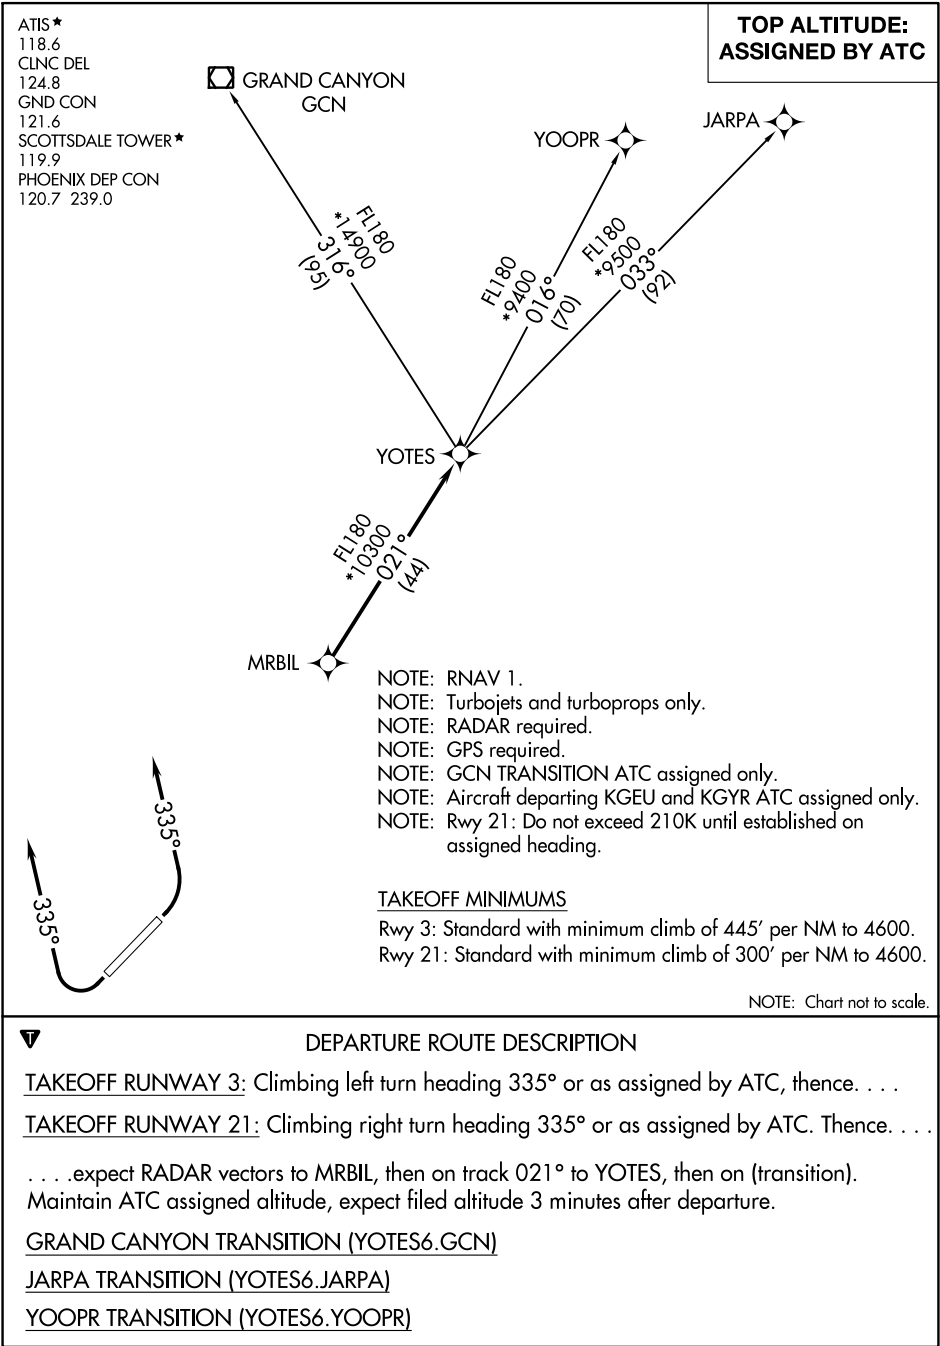 ATIS★
118.6
CLNC DEL
124.8
GND CON
121.6
SCOTTSDALE TOWER★
119.9
PHOENIX DEP CON
120.7 239.0
TOP ALTITUDE:
ASSIGNED BY ATC
GRAND CANYON
GCN
YOOPR
JARPA
FL180
*14900
316°
(95)
FL180
*9400
016°
(70)
FL180
*9500
033°
(92)
YOTES
FL180
*10300
021°
(44)
MRBIL
335°
335°
NOTE: RNAV 1.
NOTE: Turbojets and turboprops only.
NOTE: RADAR required.
NOTE: GPS required.
NOTE: GCN TRANSITION ATC assigned only.
NOTE: Aircraft departing KGEU and KGYR ATC assigned only.
NOTE: Rwy 21: Do not exceed 210K until established on
assigned heading.
TAKEOFF MINIMUMS
Rwy 3: Standard with minimum climb of 445' per NM to 4600.
Rwy 21: Standard with minimum climb of 300' per NM to 4600.
NOTE: Chart not to scale.
T
DEPARTURE ROUTE DESCRIPTION
TAKEOFF RUNWAY 3: Climbing left turn heading 335° or as assigned by ATC, thence. . . .
TAKEOFF RUNWAY 21: Climbing right turn heading 335° or as assigned by ATC. Thence. . . .
. . . .expect RADAR vectors to MRBIL, then on track 021° to YOTES, then on (transition).
Maintain ATC assigned altitude, expect filed altitude 3 minutes after departure.
GRAND CANYON TRANSITION (YOTES6.GCN)
JARPA TRANSITION (YOTES6.JARPA)
YOOPR TRANSITION (YOTES6.YOOPR)